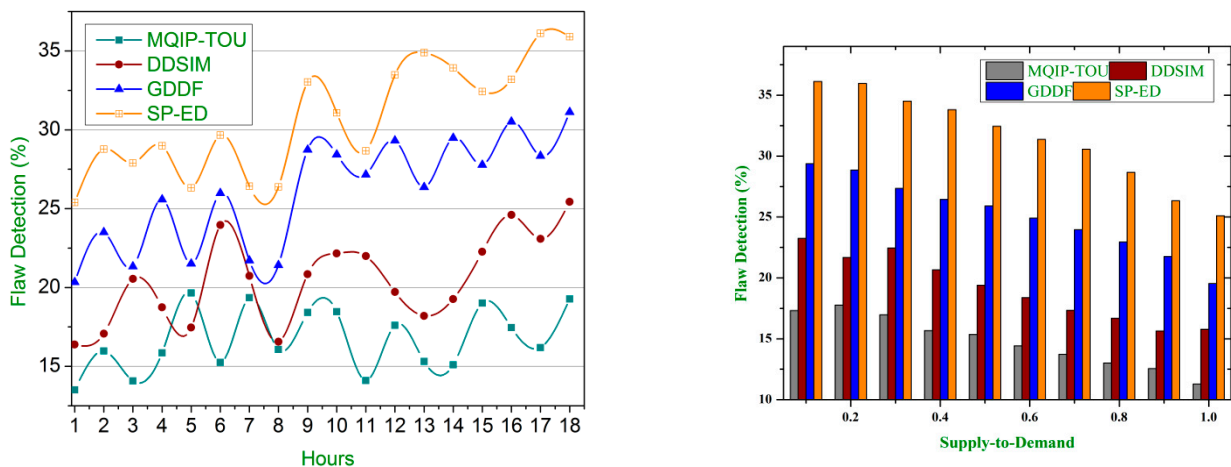 MQIP-TOU
DDSIM
GDDF
SP-ED
Flaw Detection (%)
35
30
25
20
15
1 2 3 4 5 6 7 8 9 10 11 12 13 14 15 16 17 18
Hours
MQIP-TOU DDSIM
GDDF SP-ED
Flaw Detection (%)
35
30
25
20
15
10
0.2 0.4 0.6 0.8 1.0
Supply-to-Demand